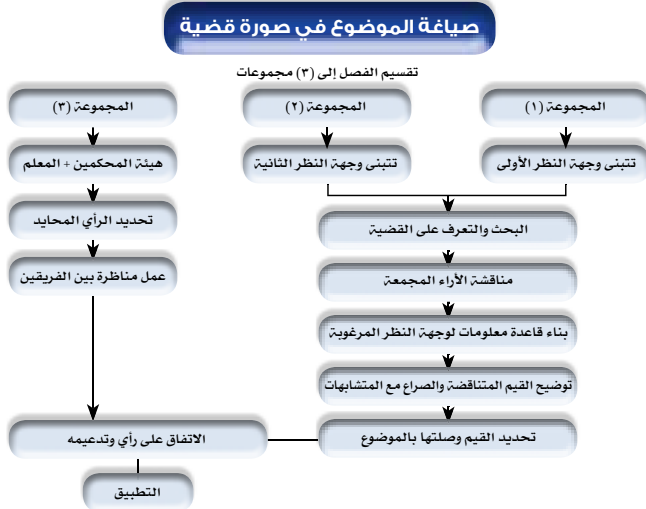 صياغة الموضوع في صورة قضية
تقسيم الفصل إلى (٣) مجموعات
المجموعة (١)
المجموعة (٢)
المجموعة (٣)
تتبنى وجهة النظر الأولى
تتبنى وجهة النظر الثانية
هيئة المحكمين + المعلم
البحث والتعرف على القضية
تحديد الرأي المحايد
مناقشة الأراء المجمعة
عمل مناظرة بين الفريقين
بناء قاعدة معلومات لوجهة النظر المرغوبة
توضيح القيم المتناقضة والصراع مع المتشابهات
تحديد القيم وصلتها بالموضوع
الاتفاق على رأي وتدعيمه
التطبيق